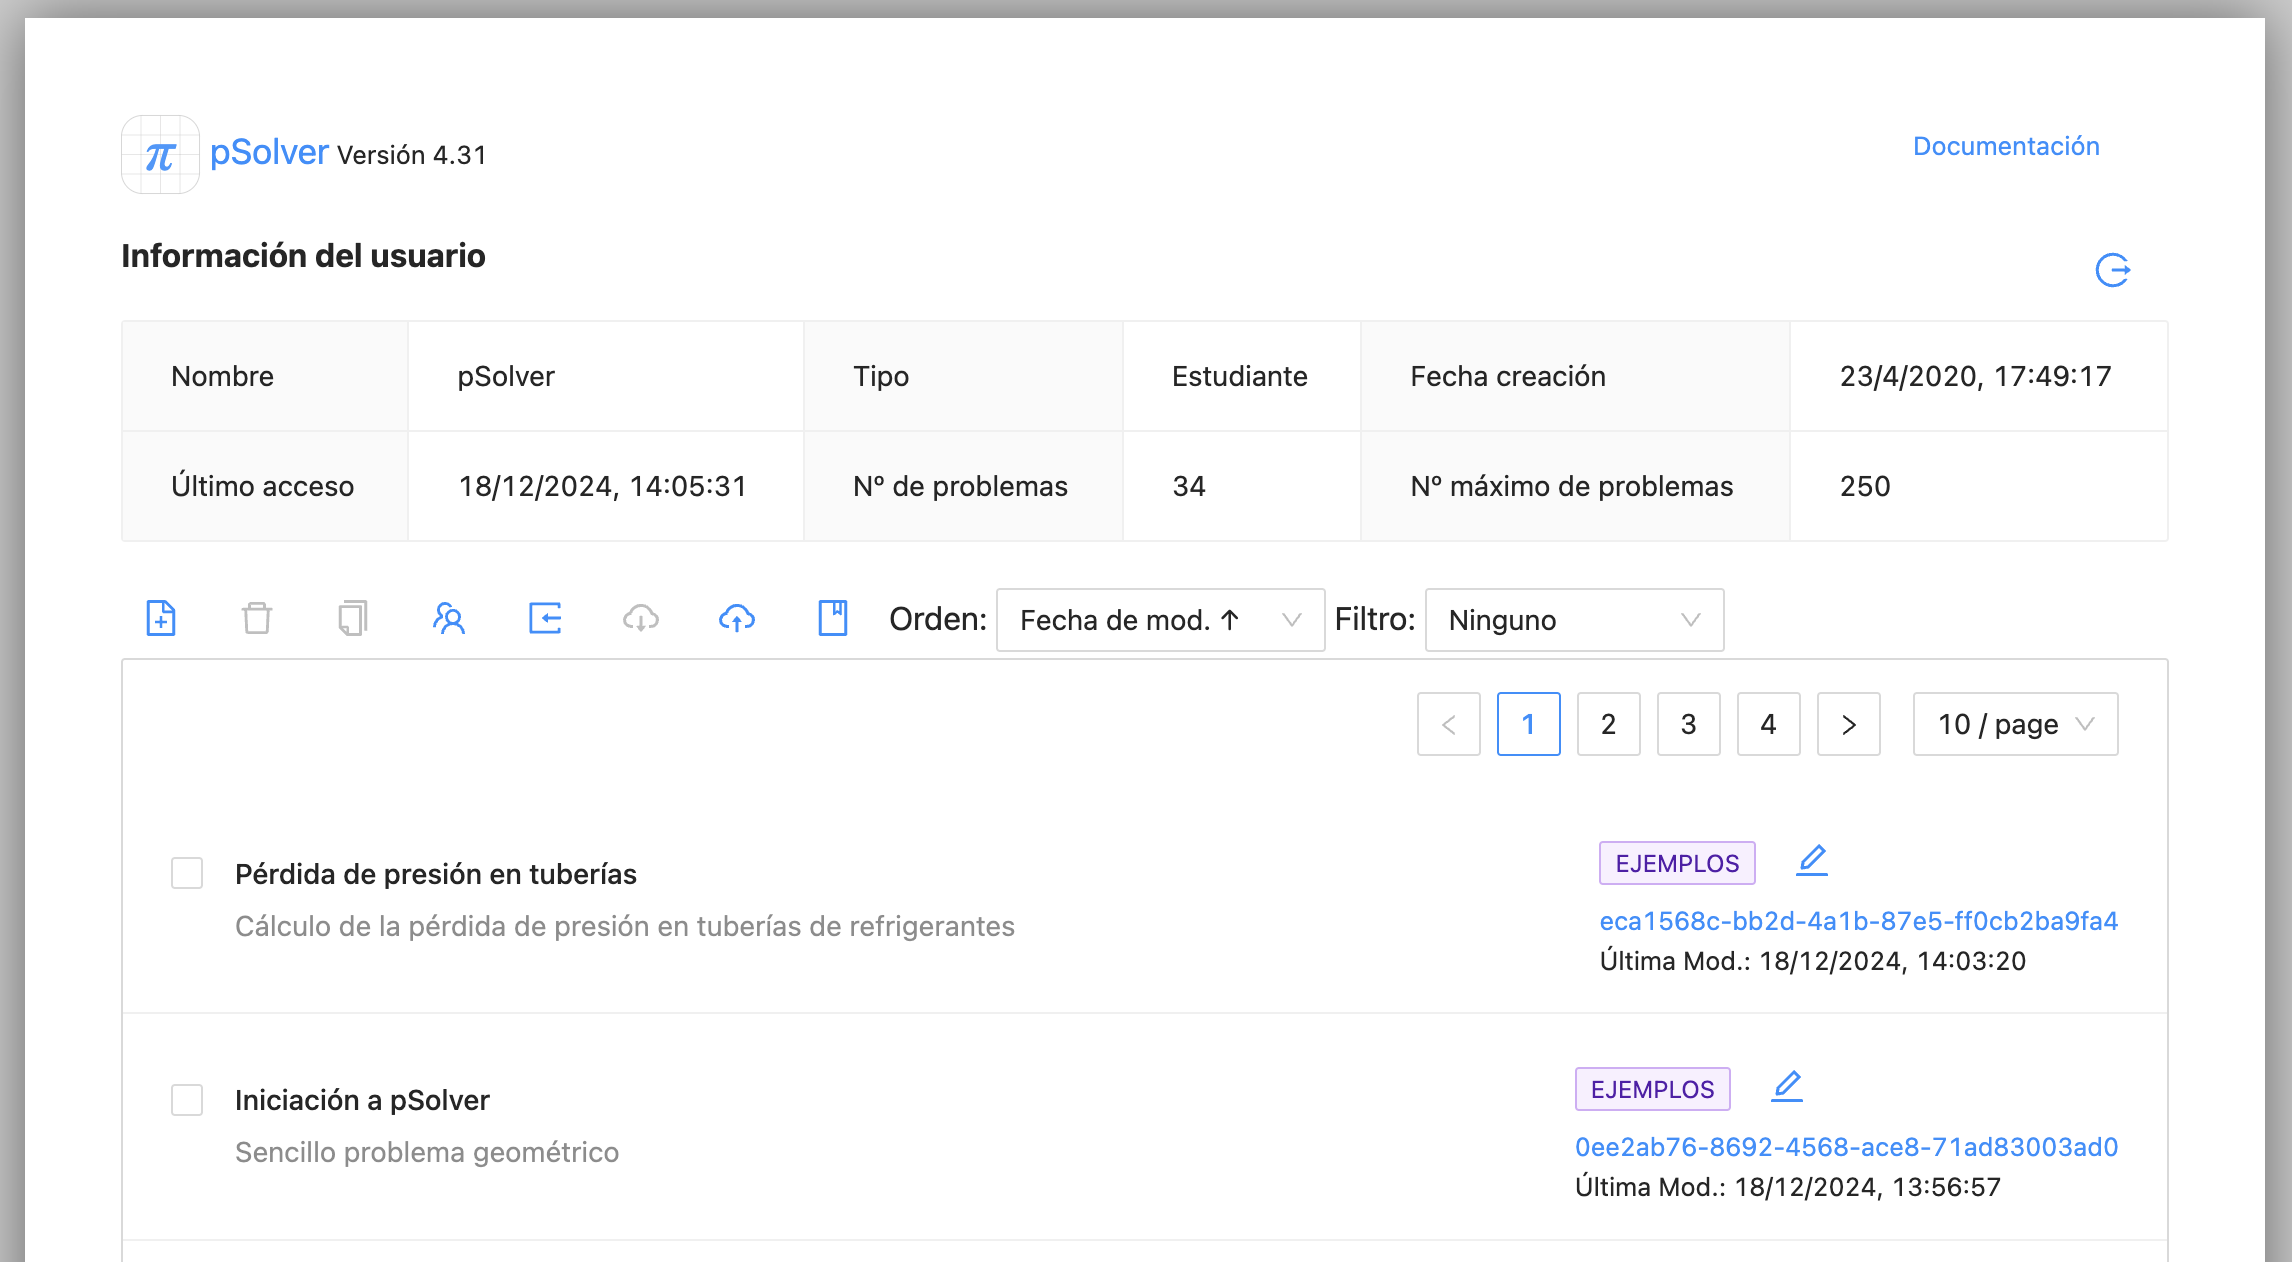 π pSolver Versión 4.31
Documentación
Información del usuario
Nombre pSolver Tipo Estudiante Fecha creación 23/4/2020, 17:49:17
Último acceso 18/12/2024, 14:05:31 Nº de problemas 34 Nº máximo de problemas 250
Orden: Fecha de mod. ↑ Filtro: Ninguno
< 1 2 3 4 > 10 / page
Pérdida de presión en tuberías
Cálculo de la pérdida de presión en tuberías de refrigerantes
EJEMPLOS
eca1568c-bb2d-4a1b-87e5-ff0cb2ba9fa4
Última Mod.: 18/12/2024, 14:03:20
Iniciación a pSolver
Sencillo problema geométrico
EJEMPLOS
0ee2ab76-8692-4568-ace8-71ad83003ad0
Última Mod.: 18/12/2024, 13:56:57